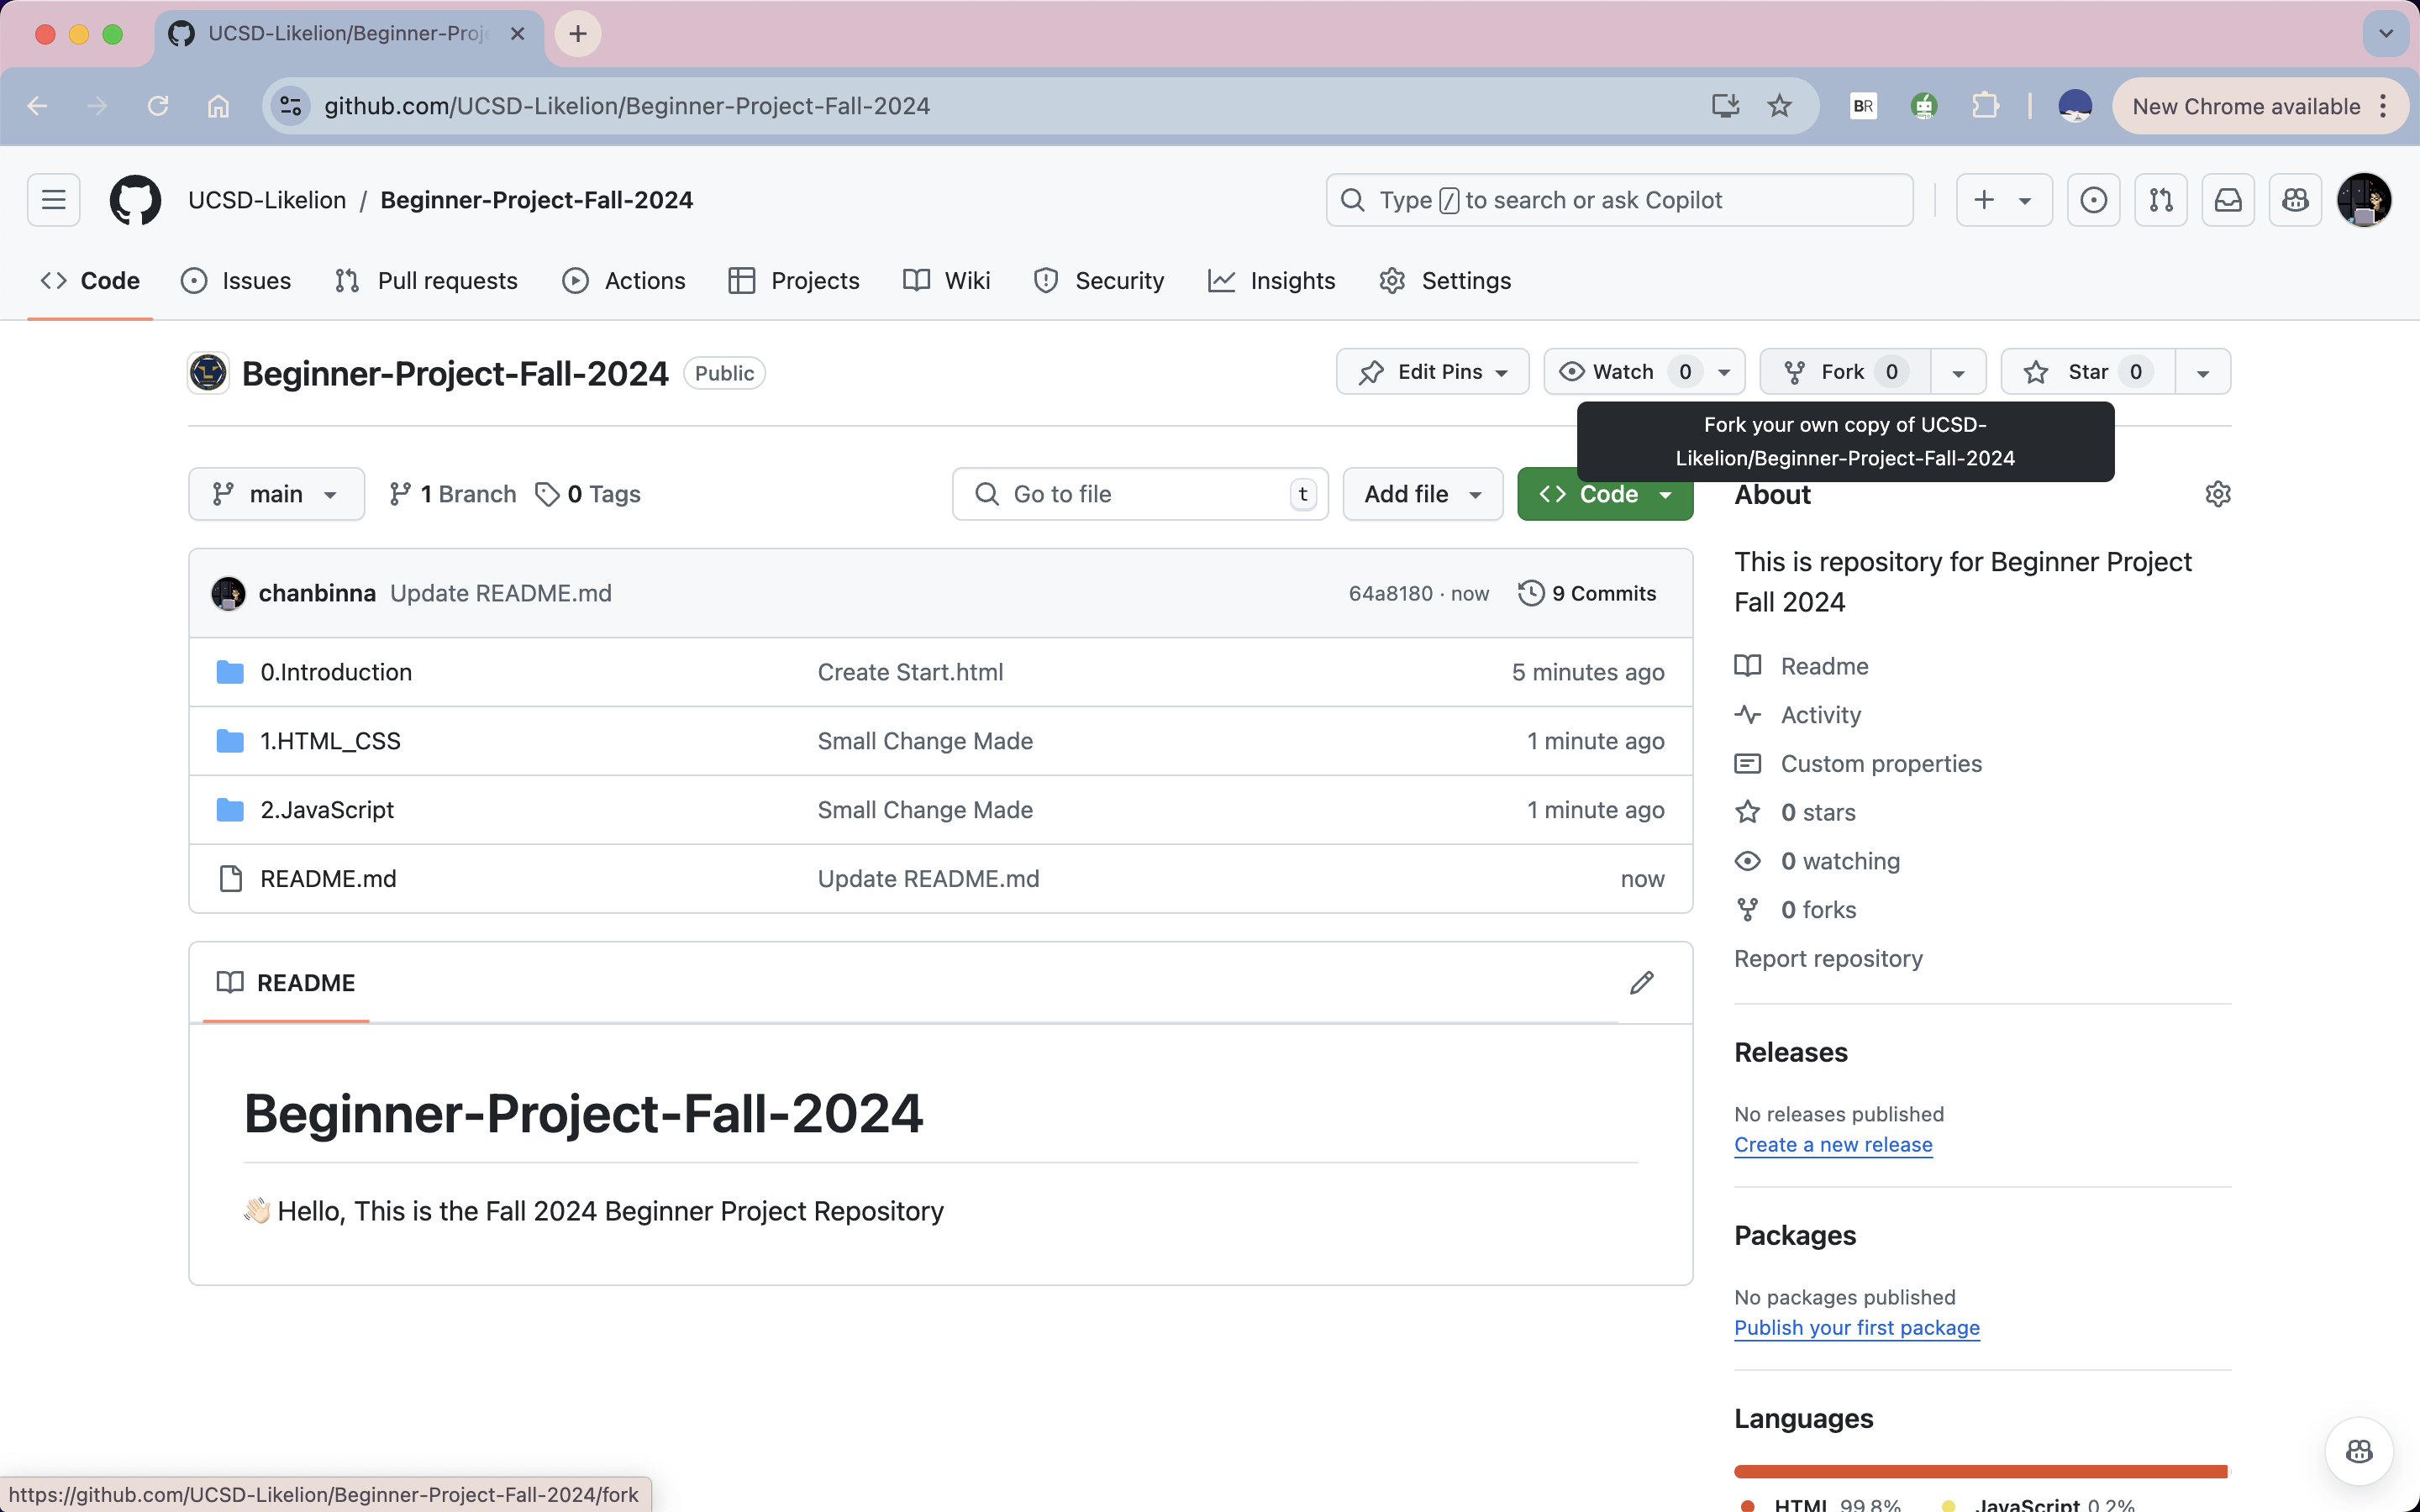 UCSD-Likelion/Beginner-Proj
github.com/UCSD-Likelion/Beginner-Project-Fall-2024
BR
New Chrome available
UCSD-Likelion / Beginner-Project-Fall-2024
Type / to search or ask Copilot
Code Issues Pull requests Actions Projects Wiki Security Insights Settings
Beginner-Project-Fall-2024 Public
Edit Pins Watch 0 Fork 0 Star 0
Fork your own copy of UCSD-
Likelion/Beginner-Project-Fall-2024
main 1 Branch 0 Tags
Go to file t
Add file
Code
chanbinna Update README.md 64a8180 · now 9 Commits
0.Introduction Create Start.html 5 minutes ago
1.HTML_CSS Small Change Made 1 minute ago
2.JavaScript Small Change Made 1 minute ago
README.md Update README.md now
README
Beginner-Project-Fall-2024
👋🏻 Hello, This is the Fall 2024 Beginner Project Repository
About
This is repository for Beginner Project
Fall 2024
Readme
Activity
Custom properties
0 stars
0 watching
0 forks
Report repository
Releases
No releases published
Create a new release
Packages
No packages published
Publish your first package
Languages
HTML 99.8% JavaScript 0.2%
https://github.com/UCSD-Likelion/Beginner-Project-Fall-2024/fork